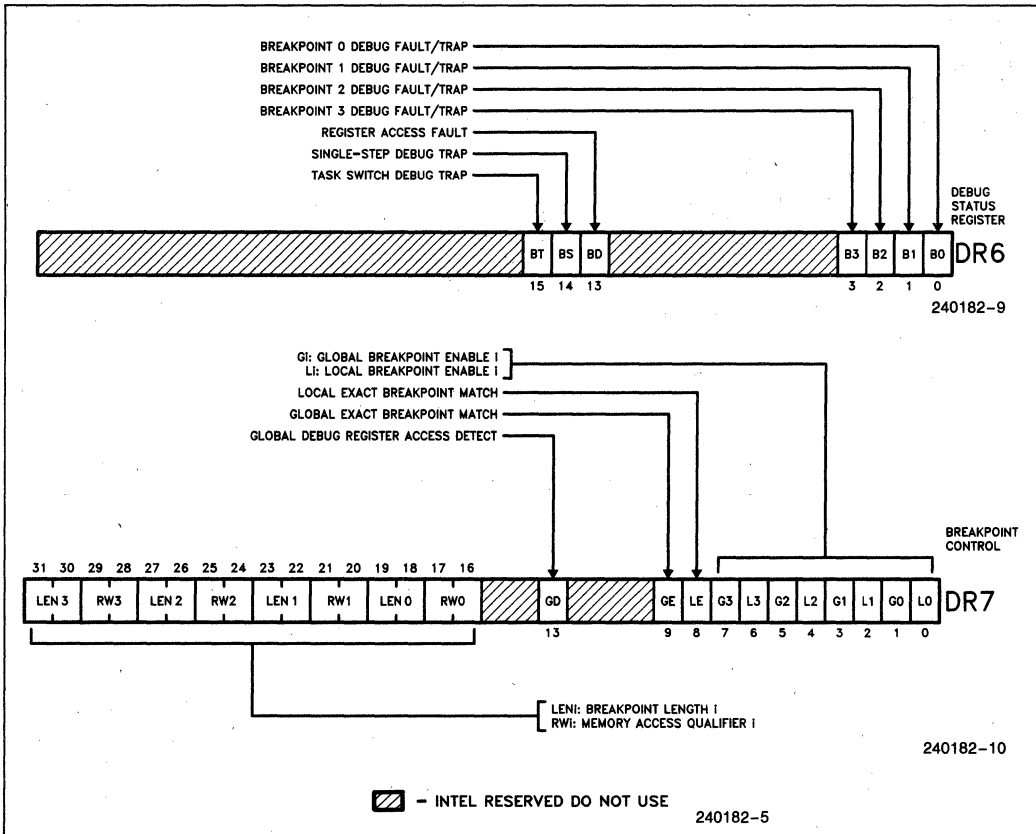 BREAKPOINT 0 DEBUG FAULT/TRAP
BREAKPOINT 1 DEBUG FAULT/TRAP
BREAKPOINT 2 DEBUG FAULT/TRAP
BREAKPOINT 3 DEBUG FAULT/TRAP
REGISTER ACCESS FAULT
SINGLE-STEP DEBUG TRAP
TASK SWITCH DEBUG TRAP
DEBUG
STATUS
REGISTER
BT BS BD B3 B2 B1 B0 DR6
15 14 13 3 2 1 0
240182-9
Gi: GLOBAL BREAKPOINT ENABLE i
Li: LOCAL BREAKPOINT ENABLE i
LOCAL EXACT BREAKPOINT MATCH
GLOBAL EXACT BREAKPOINT MATCH
GLOBAL DEBUG REGISTER ACCESS DETECT
BREAKPOINT
CONTROL
31 30 29 28 27 26 25 24 23 22 21 20 19 18 17 16
LEN 3 RW3 LEN 2 RW2 LEN 1 RW1 LEN 0 RW0 GD GE LE G3 L3 G2 L2 G1 L1 G0 L0 DR7
13 9 8 7 6 5 4 3 2 1 0
LENi: BREAKPOINT LENGTH i
RWi: MEMORY ACCESS QUALIFIER i
240182-10
- INTEL RESERVED DO NOT USE
240182-5